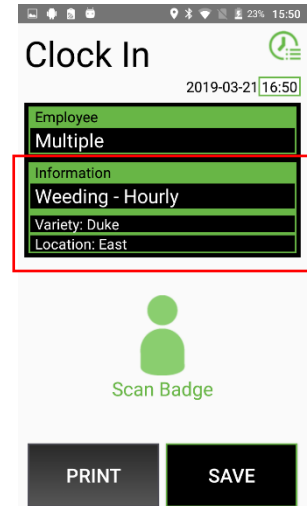 23% 15:50
Clock In
2019-03-21 16:50
Employee
Multiple
Information
Weeding - Hourly
Variety: Duke
Location: East
Scan Badge
PRINT SAVE